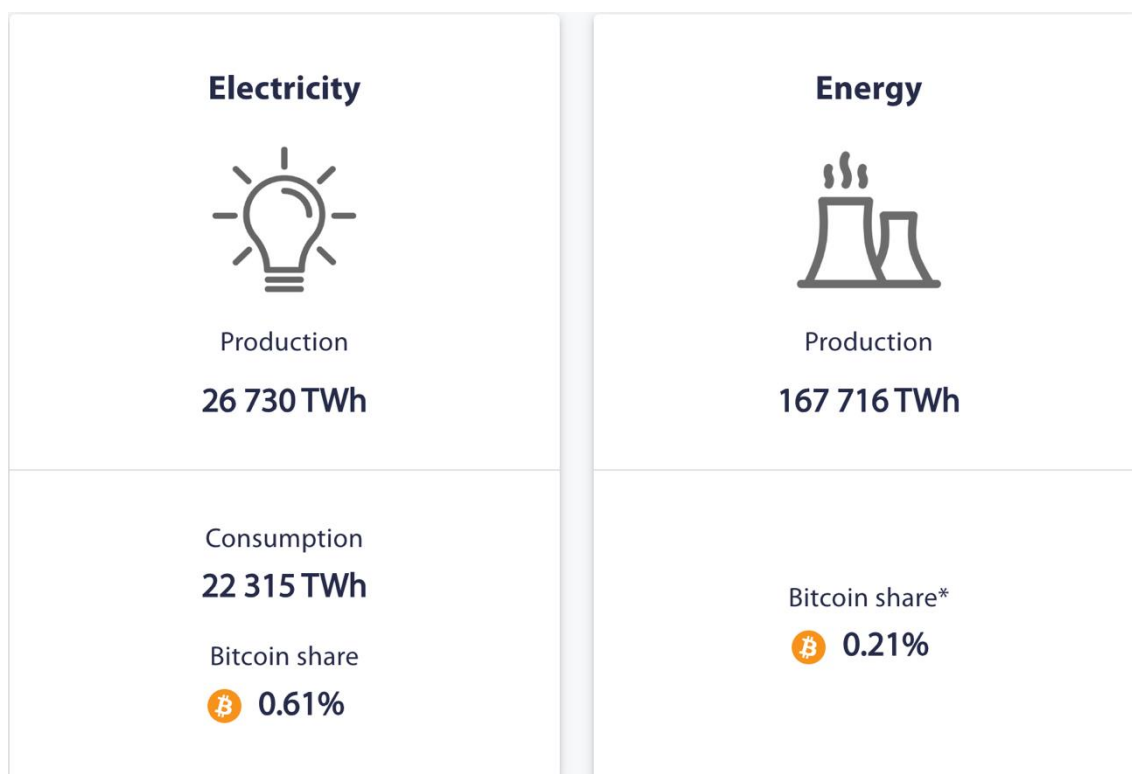 Electricity
Production
26 730 TWh
Consumption
22 315 TWh
Bitcoin share
0.61%
Energy
Production
167 716 TWh
Bitcoin share*
0.21%